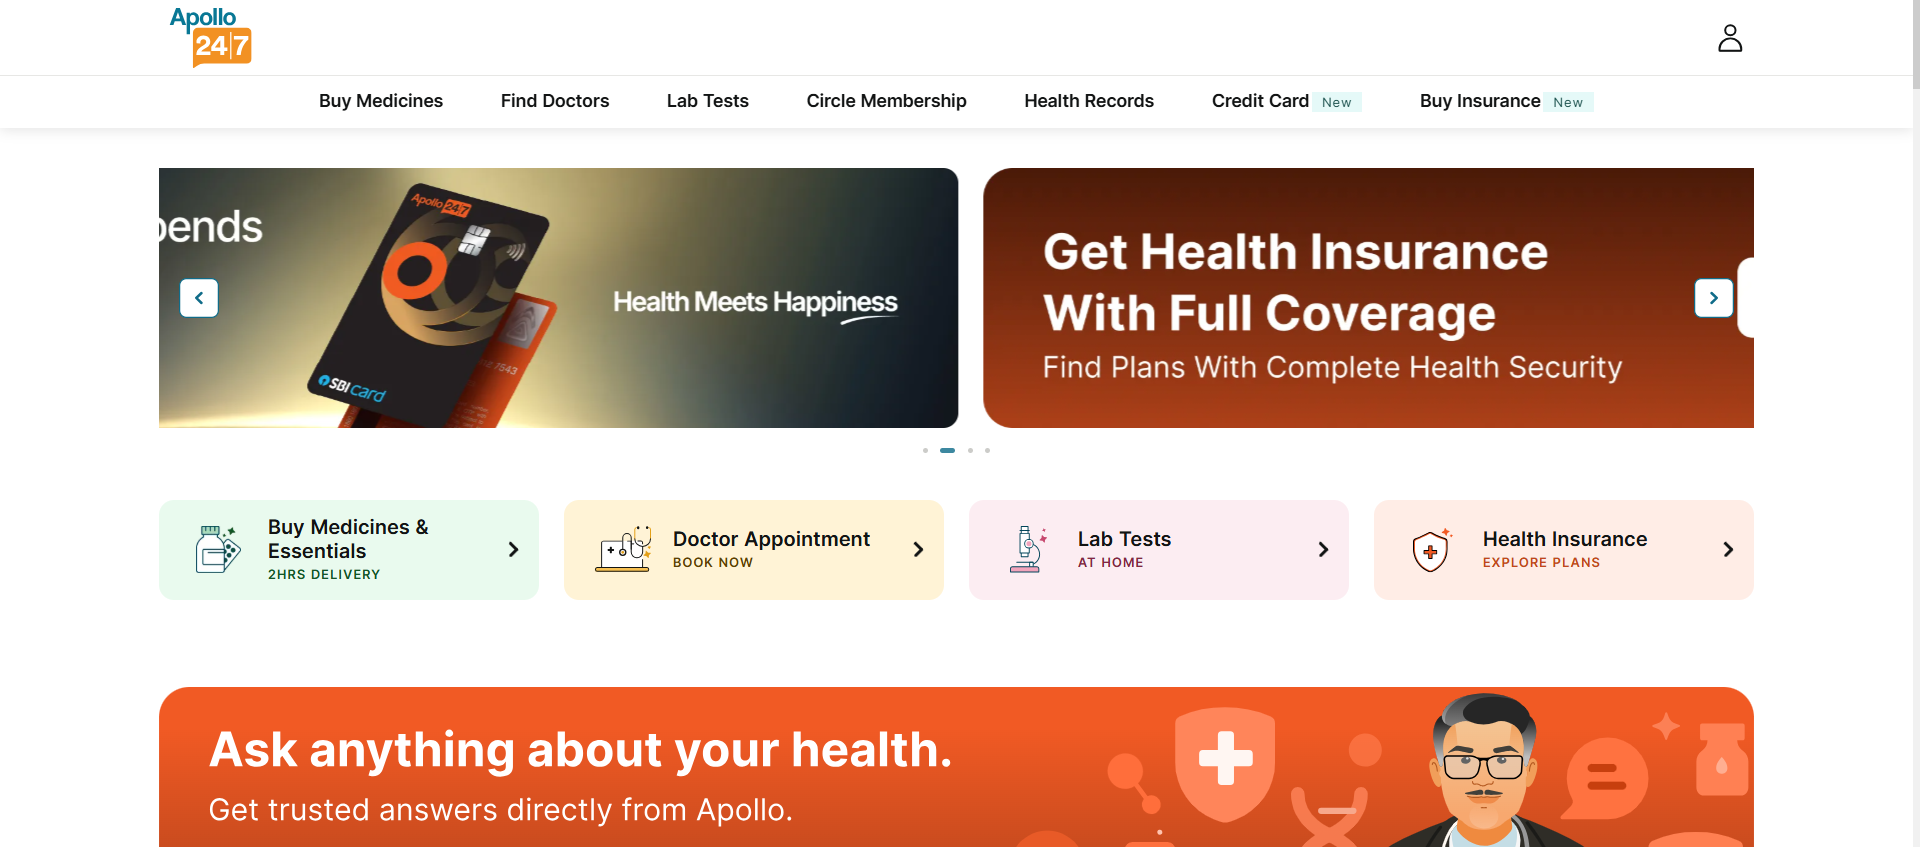 Apollo
24|7
Buy Medicines
Find Doctors
Lab Tests
Circle Membership
Health Records
Credit Card New
Buy Insurance New
Apollo 24|7
SBI card
Health Meets Happiness
Get Health Insurance
With Full Coverage
Find Plans With Complete Health Security
Buy Medicines &
Essentials
2HRS DELIVERY
Doctor Appointment
BOOK NOW
Lab Tests
AT HOME
Health Insurance
EXPLORE PLANS
Ask anything about your health.
Get trusted answers directly from Apollo.